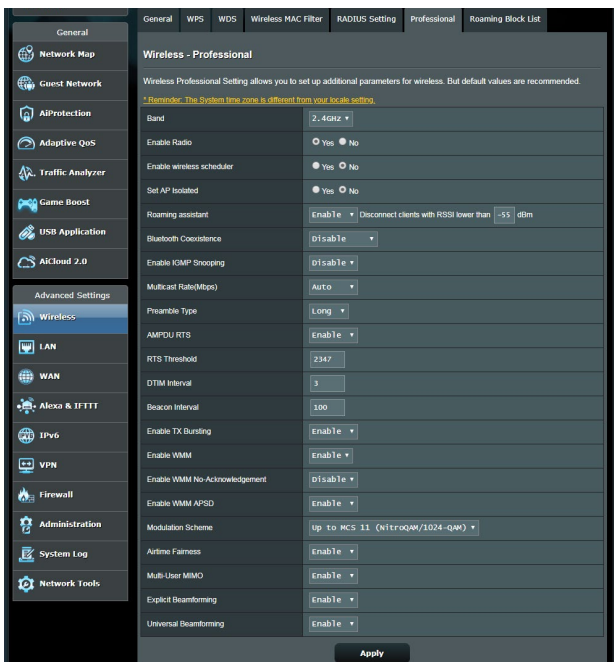 General
Network Map
Guest Network
AiProtection
Adaptive QoS
Traffic Analyzer
Game Boost
USB Application
AiCloud 2.0
Advanced Settings
Wireless
LAN
WAN
Alexa & IFTTT
IPv6
VPN
Firewall
Administration
System Log
Network Tools
General WPS WDS Wireless MAC Filter RADIUS Setting Professional Roaming Block List
Wireless - Professional
Wireless Professional Setting allows you to set up additional parameters for wireless. But default values are recommended.
* Reminder: The System time zone is different from your locale setting.
Band 2.4GHz
Enable Radio Yes No
Enable wireless scheduler Yes No
Set AP Isolated Yes No
Roaming assistant Enable Disconnect clients with RSSI lower than -55 dBm
Bluetooth Coexistence Disable
Enable IGMP Snooping Disable
Multicast Rate(Mbps) Auto
Preamble Type Long
AMPDU RTS Enable
RTS Threshold 2347
DTIM Interval 3
Beacon Interval 100
Enable TX Bursting Enable
Enable WMM Enable
Enable WMM No-Acknowledgement Disable
Enable WMM APSD Enable
Modulation Scheme Up to MCS 11 (NitroQAM/1024-QAM)
Airtime Fairness Enable
Multi-User MIMO Enable
Explicit Beamforming Enable
Universal Beamforming Enable
Apply